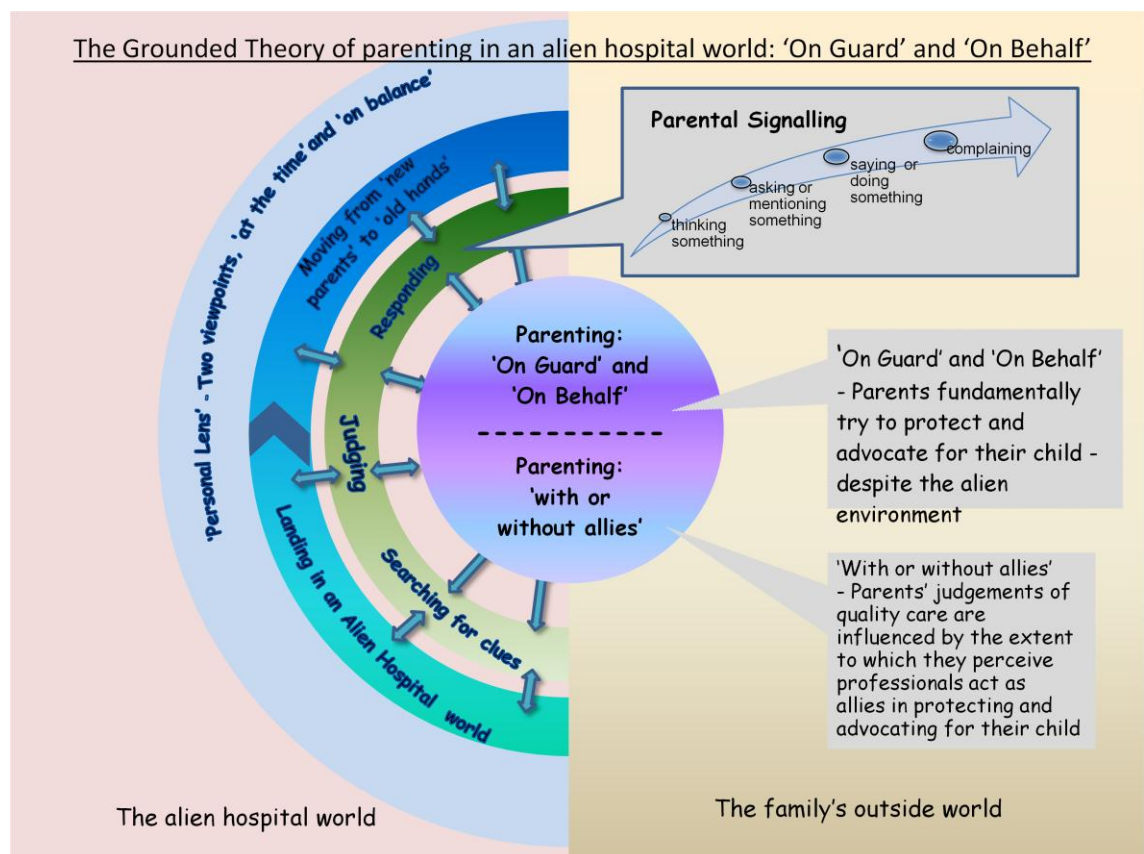 The Grounded Theory of parenting in an alien hospital world: ‘On Guard’ and ‘On Behalf’
‘Personal Lens’ - Two viewpoints, ‘at the time’ and ‘on balance’
Moving from ‘new
parents’ to ‘old hands’
Landing in an Alien Hospital world
Responding
Judging
Searching for clues
Parental Signalling
thinking
something
asking or
mentioning
something
saying or
doing
something
complaining
Parenting:
‘On Guard’ and
‘On Behalf’
Parenting:
‘with or
without allies’
‘On Guard’ and ‘On Behalf’
- Parents fundamentally
try to protect and
advocate for their child -
despite the alien
environment
‘With or without allies’
- Parents’ judgements of
quality care are
influenced by the extent
to which they perceive
professionals act as
allies in protecting and
advocating for their child
The alien hospital world
The family’s outside world